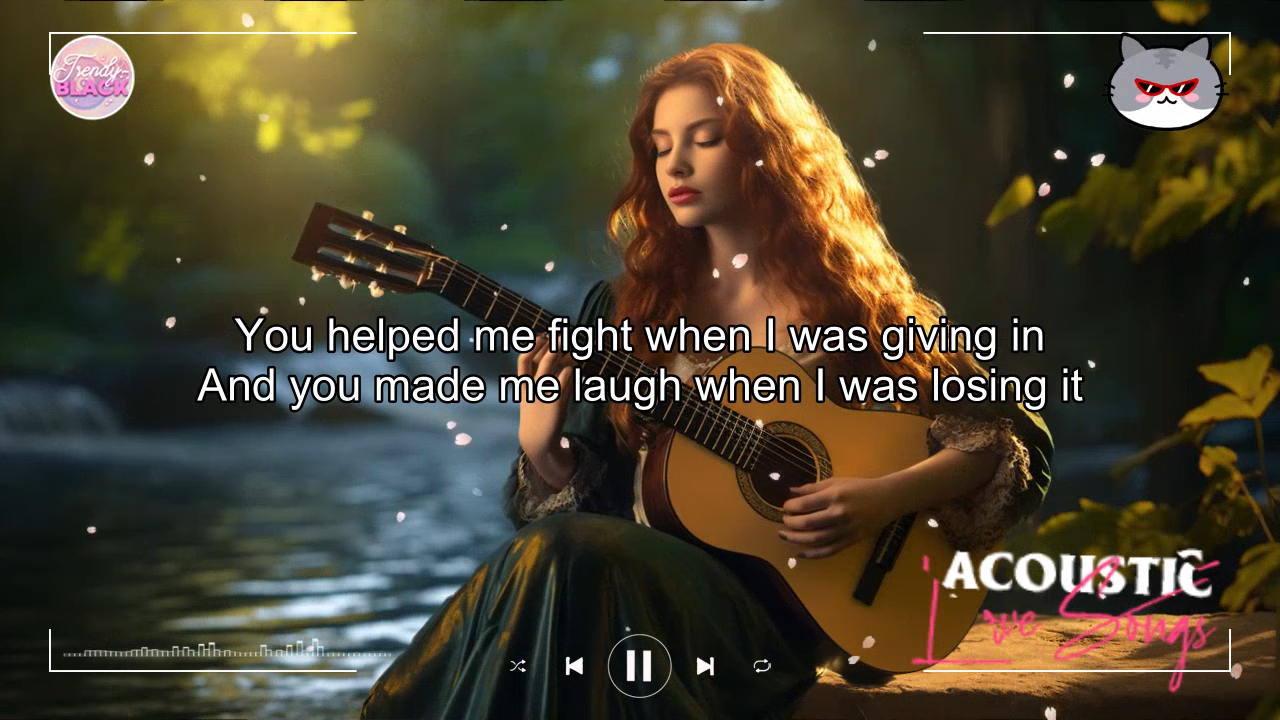 Trendy
BLACK
You helped me fight when I was giving in
And you made me laugh when I was losing it
ACOUSTIC
Love Songs